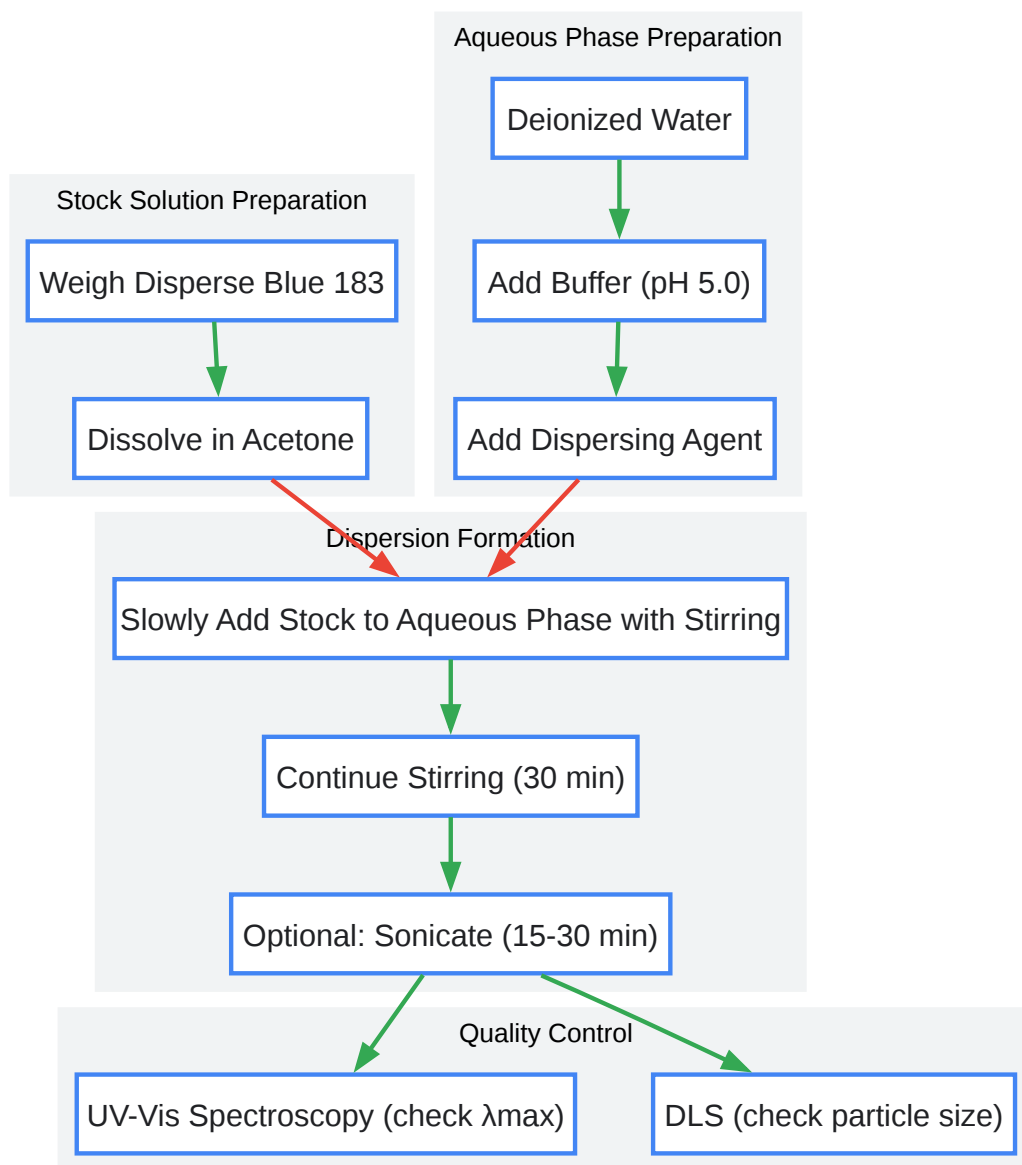 Aqueous Phase Preparation
Deionized Water
Stock Solution Preparation
Weigh Disperse Blue 183
Add Buffer (pH 5.0)
Dissolve in Acetone
Add Dispersing Agent
Dispersion Formation
Slowly Add Stock to Aqueous Phase with Stirring
Continue Stirring (30 min)
Optional: Sonicate (15-30 min)
Quality Control
UV-Vis Spectroscopy (check λmax)
DLS (check particle size)